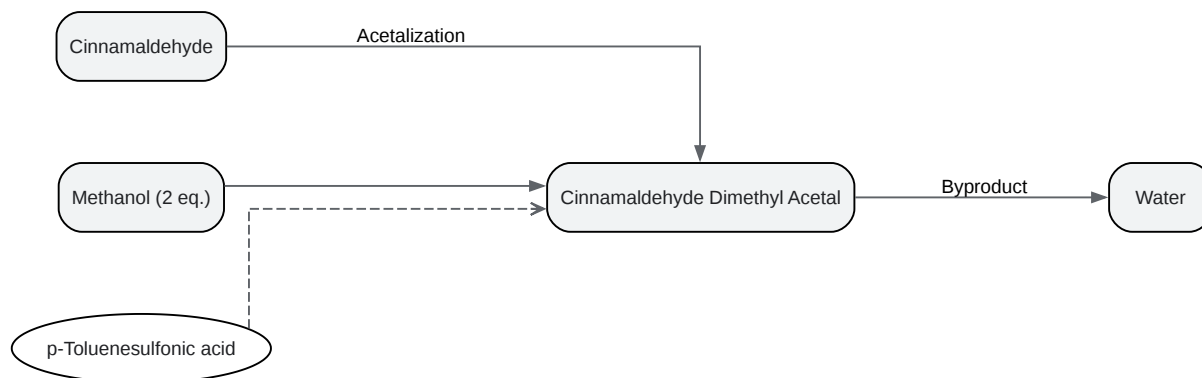 Cinnamaldehyde
Acetalization
Methanol (2 eq.)
Cinnamaldehyde Dimethyl Acetal
Byproduct
Water
p-Toluenesulfonic acid